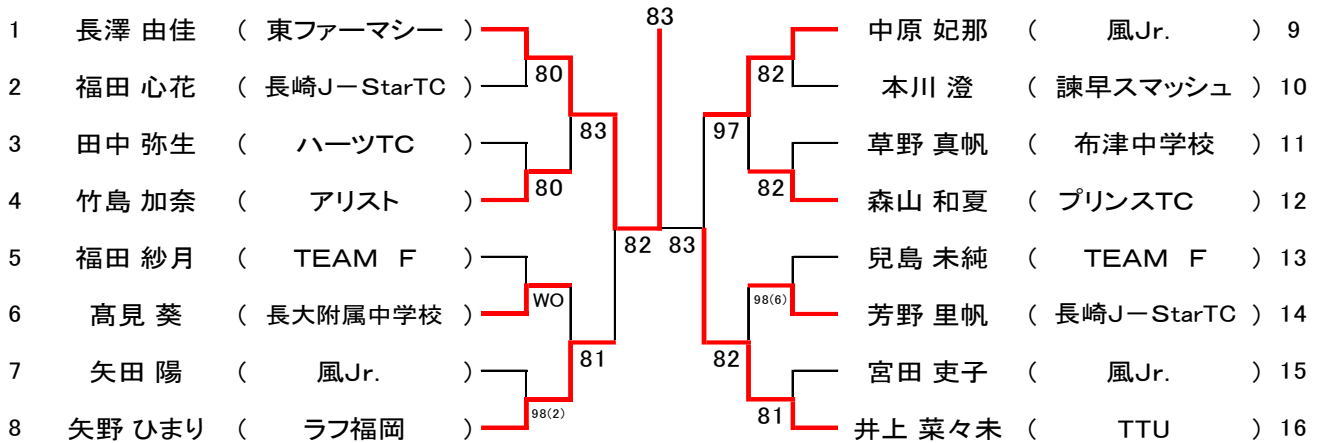 83
1 長澤 由佳 ( 東ファーマシー ) 中原 妃那 ( 風Jr. ) 9
80 82
2 福田 心花 ( 長崎J－StarTC ) 本川 澄 ( 諫早スマッシュ ) 10
83 97
3 田中 弥生 ( ハーツTC ) 草野 真帆 ( 布津中学校 ) 11
80 82
4 竹島 加奈 ( アリスト ) 森山 和夏 ( プリンスTC ) 12
82 83
5 福田 紗月 ( TEAM F ) 兒島 未純 ( TEAM F ) 13
WO 98(6)
6 髙見 葵 ( 長大附属中学校 ) 芳野 里帆 ( 長崎J－StarTC ) 14
81 82
7 矢田 陽 ( 風Jr. ) 宮田 吏子 ( 風Jr. ) 15
98(2) 81
8 矢野 ひまり ( ラフ福岡 ) 井上 菜々未 ( TTU ) 16